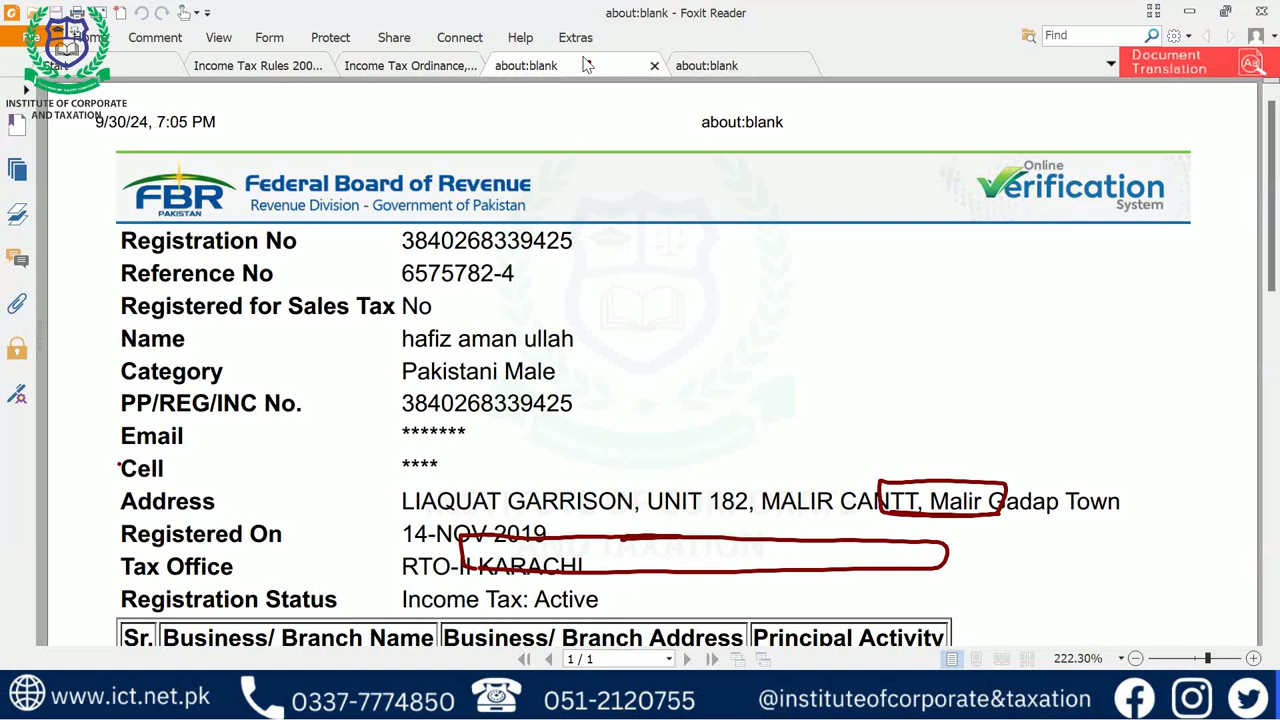 about:blank - Foxit Reader
File Home Comment View Form Protect Share Connect Help Extras
Find
Start
Income Tax Rules 200...
Income Tax Ordinance,...
about:blank
about:blank
Document
Translation
INSTITUTE OF CORPORATE
AND TAXATION
9/30/24, 7:05 PM
about:blank
FBR
PAKISTAN
Federal Board of Revenue
Revenue Division - Government of Pakistan
Online
Verification
System
Registration No 3840268339425
Reference No 6575782-4
Registered for Sales Tax No
Name hafiz aman ullah
Category Pakistani Male
PP/REG/INC No. 3840268339425
Email *******
Cell ****
Address LIAQUAT GARRISON, UNIT 182, MALIR CANTT, Malir Gadap Town
Registered On 14-NOV 2019
AND TAXATION
Tax Office RTO-II KARACHI
Registration Status Income Tax: Active
Sr. Business/ Branch Name Business/ Branch Address Principal Activity
1 / 1
222.30%
www.ict.net.pk
0337-7774850
051-2120755
@instituteofcorporate&taxation